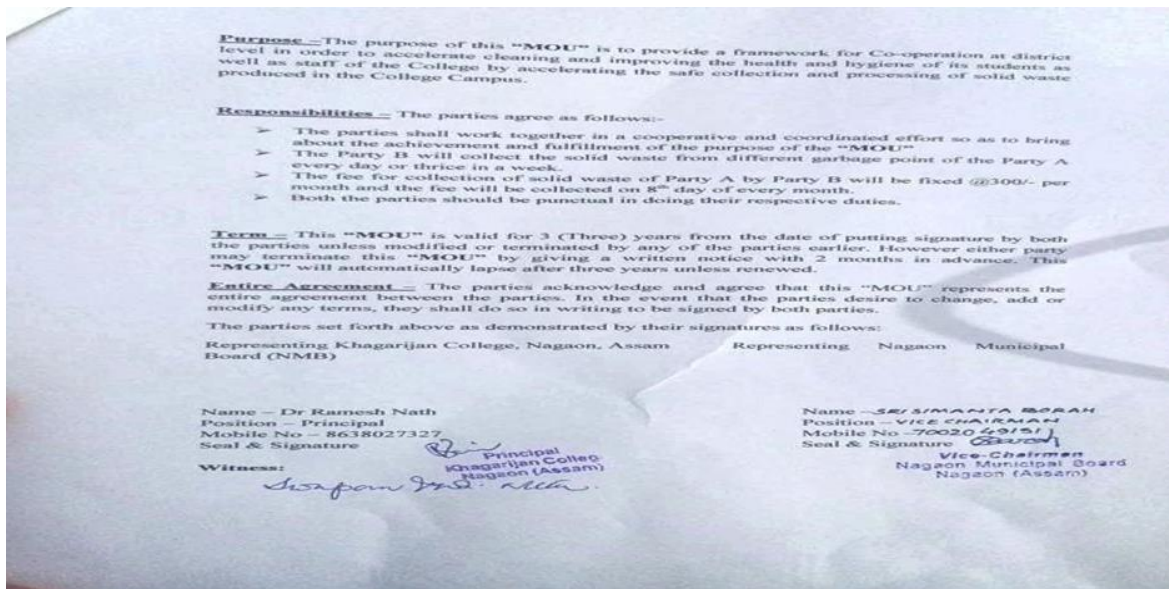 Purpose –The purpose of this "MOU" is to provide a framework for Co-operation at district
level in order to accelerate cleaning and improving the health and hygiene of its students as
well as staff of the College by accelerating the safe collection and processing of solid waste
produced in the College Campus.
Responsibilities – The parties agree as follows:-
➢ The parties shall work together in a cooperative and coordinated effort so as to bring
about the achievement and fulfillment of the purpose of the "MOU"
➢ The Party B will collect the solid waste from different garbage point of the Party A
every day or thrice in a week.
➢ The fee for collection of solid waste of Party A by Party B will be fixed @300/- per
month and the fee will be collected on 8th day of every month.
➢ Both the parties should be punctual in doing their respective duties.
Term – This "MOU" is valid for 3 (Three) years from the date of putting signature by both
the parties unless modified or terminated by any of the parties earlier. However either party
may terminate this "MOU" by giving a written notice with 2 months in advance. This
"MOU" will automatically lapse after three years unless renewed.
Entire Agreement – The parties acknowledge and agree that this "MOU" represents the
entire agreement between the parties. In the event that the parties desire to change, add or
modify any terms, they shall do so in writing to be signed by both parties.
The parties set forth above as demonstrated by their signatures as follows:
Representing Khagarijan College, Nagaon, Assam Representing Nagaon Municipal
Board (NMB)
Name – Dr Ramesh Nath
Position – Principal
Mobile No – 8638027327
Seal & Signature
Principal
Khagarijan Colleg
Nagaon (Assam)
Witness:
Name – SRI SIMANTA BORAH
Position – VICE CHAIRMAN
Mobile No – 7002049151
Seal & Signature
Vice-Chairman
Nagaon Municipal Board
Nagaon (Assam)